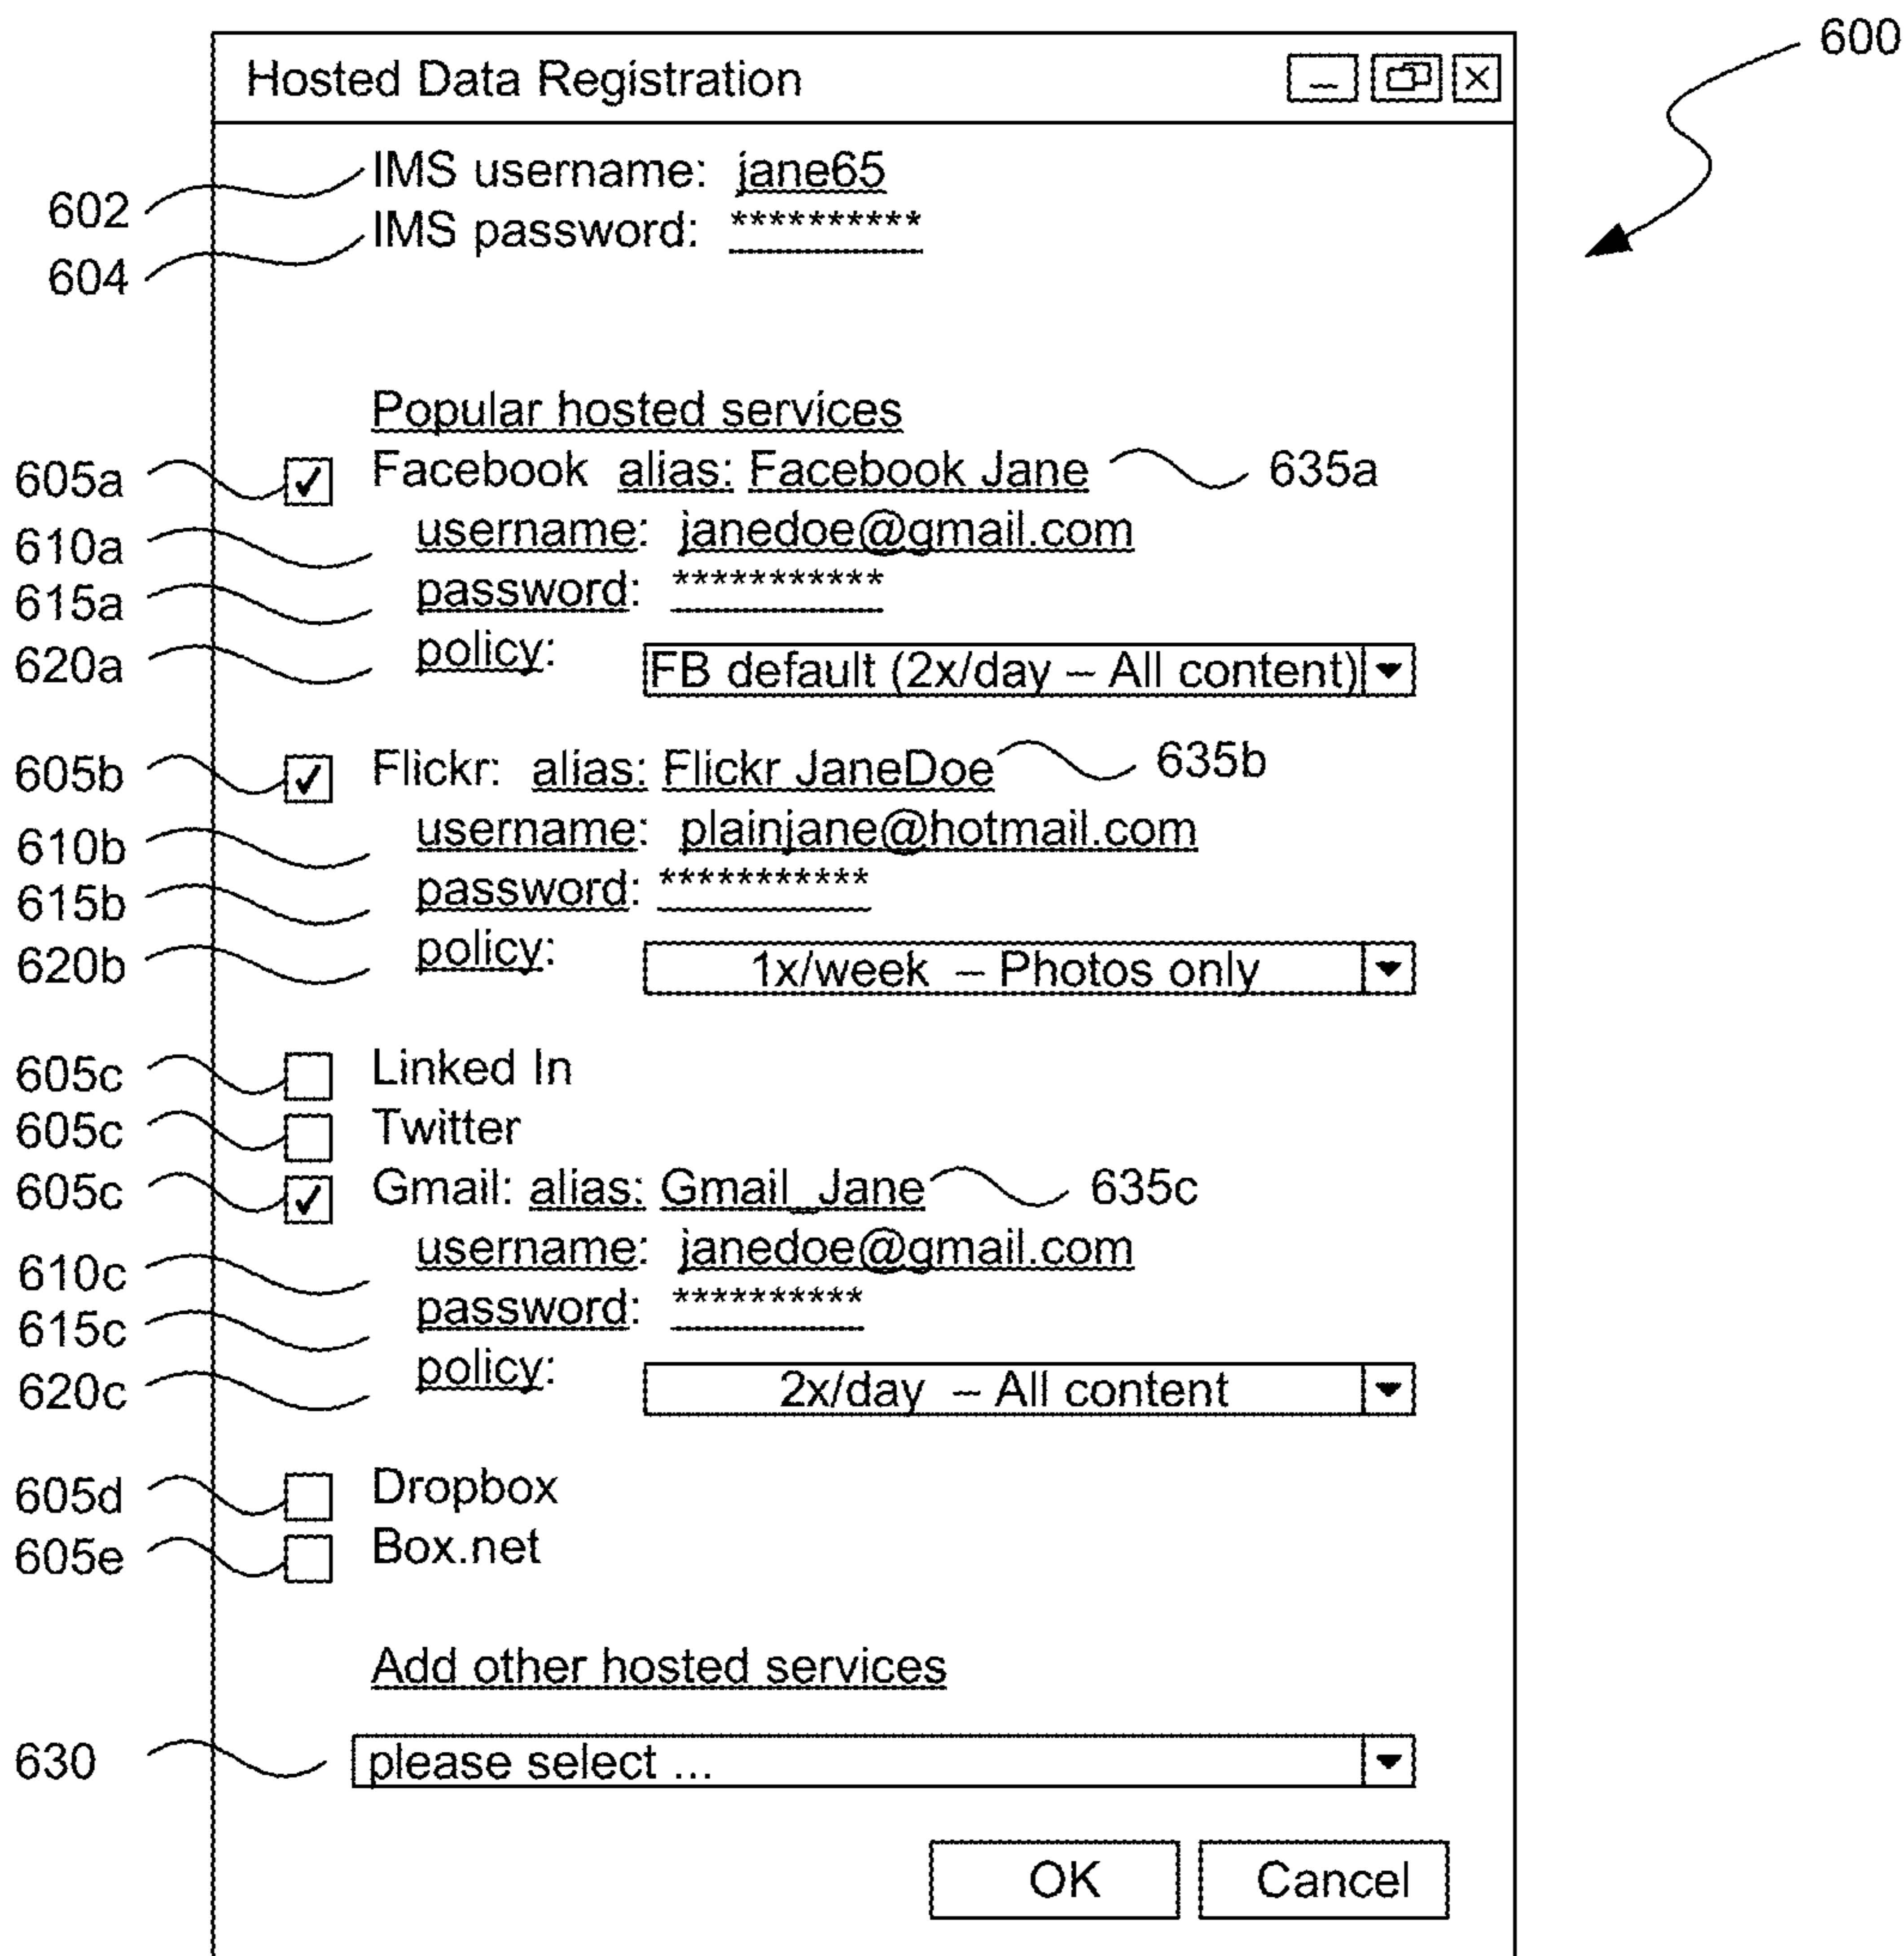 600
Hosted Data Registration
602 IMS username: jane65
604 IMS password: **********
Popular hosted services
605a ✓ Facebook alias: Facebook Jane 635a
610a username: janedoe@gmail.com
615a password: ***********
620a policy: FB default (2x/day – All content)
605b ✓ Flickr: alias: Flickr JaneDoe 635b
610b username: plainjane@hotmail.com
615b password: ***********
620b policy: 1x/week – Photos only
605c Linked In
605c Twitter
605c ✓ Gmail: alias: Gmail_Jane 635c
610c username: janedoe@gmail.com
615c password: **********
620c policy: 2x/day – All content
605d Dropbox
605e Box.net
Add other hosted services
630 please select ...
OK Cancel